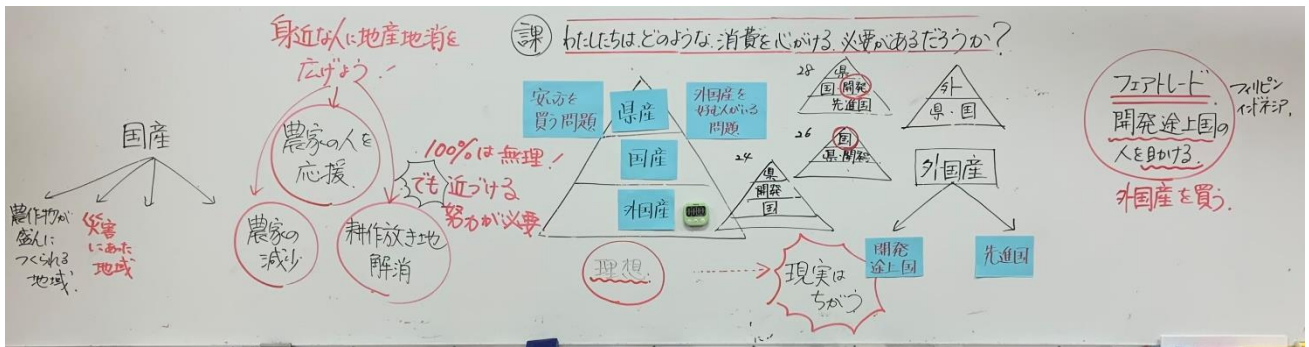 身近な人に地産地消を
広げよう!
課 わたしたちは、どのような消費を心がける必要があるだろうか?
国産
農作物が
盛んに
つくられる
地域
災害
にあった
地域
農家の人を
応援
農家の
減少
耕作放き地
解消
100%は無理!
でも近づける
努力が必要
安い方を
買う問題
県産
外国産を
好む人がいる
問題
国産
外国産
理想
現実は
ちがう
28
県
国・開発
先進国
26
国
県・開発
24
県
開発
国
外
県・国
外国産
開発
途上国
先進国
フェアトレード
開発途上国の
人を助ける
外国産を買う.
フィリピン
インドネシア